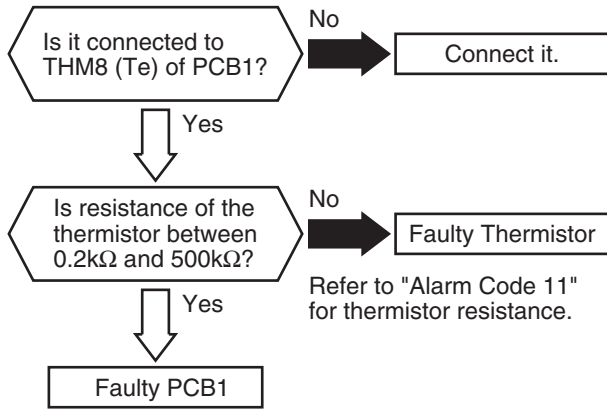 Is it connected to
THM8 (Te) of PCB1?
No
Connect it.
Yes
Is resistance of the
thermistor between
0.2kΩ and 500kΩ?
No
Faulty Thermistor
Refer to "Alarm Code 11"
for thermistor resistance.
Yes
Faulty PCB1